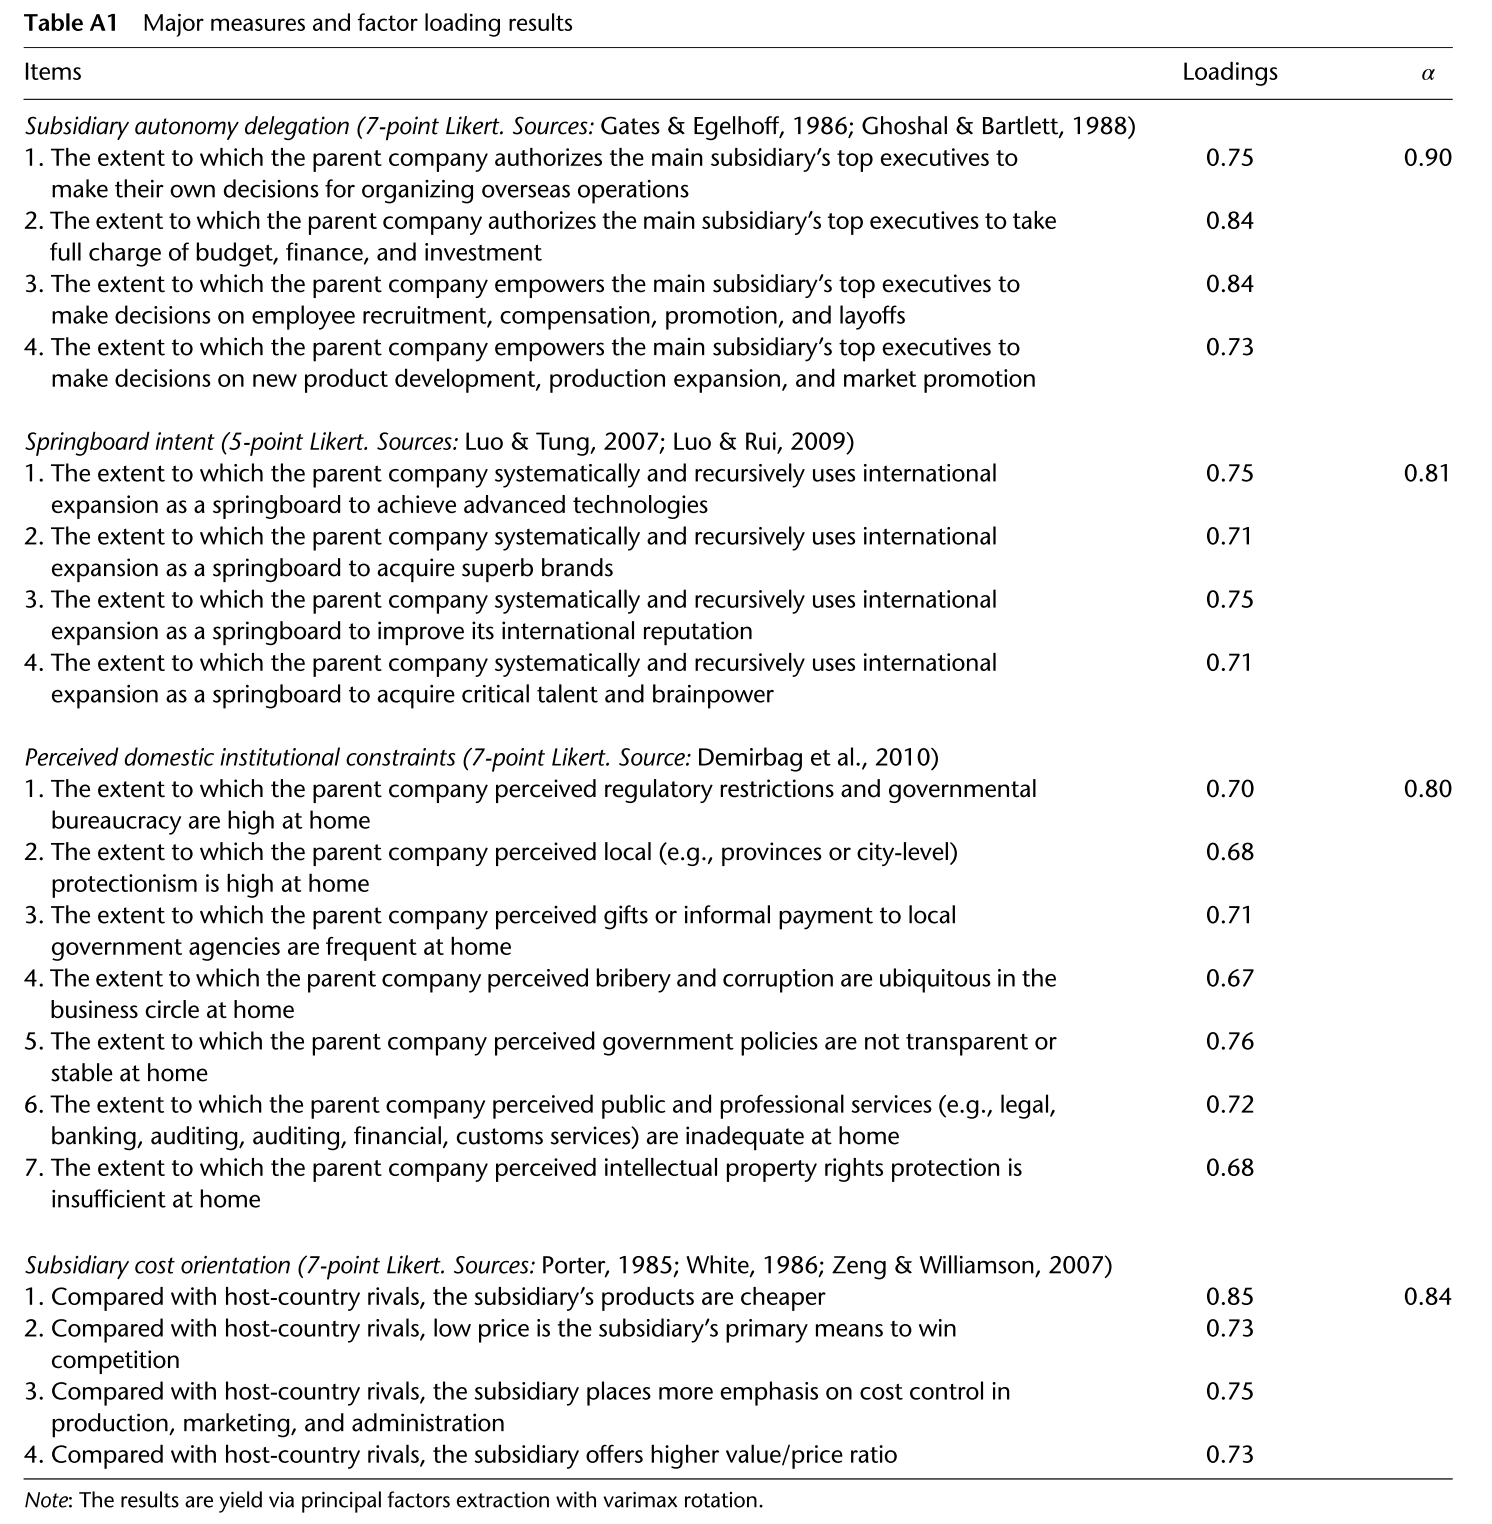 Table A1 Major measures and factor loading results
Items Loadings α
Subsidiary autonomy delegation (7-point Likert. Sources: Gates & Egelhoff, 1986; Ghoshal & Bartlett, 1988)
1. The extent to which the parent company authorizes the main subsidiary’s top executives to 0.75 0.90
make their own decisions for organizing overseas operations
2. The extent to which the parent company authorizes the main subsidiary’s top executives to take 0.84
full charge of budget, finance, and investment
3. The extent to which the parent company empowers the main subsidiary’s top executives to 0.84
make decisions on employee recruitment, compensation, promotion, and layoffs
4. The extent to which the parent company empowers the main subsidiary’s top executives to 0.73
make decisions on new product development, production expansion, and market promotion
Springboard intent (5-point Likert. Sources: Luo & Tung, 2007; Luo & Rui, 2009)
1. The extent to which the parent company systematically and recursively uses international 0.75 0.81
expansion as a springboard to achieve advanced technologies
2. The extent to which the parent company systematically and recursively uses international 0.71
expansion as a springboard to acquire superb brands
3. The extent to which the parent company systematically and recursively uses international 0.75
expansion as a springboard to improve its international reputation
4. The extent to which the parent company systematically and recursively uses international 0.71
expansion as a springboard to acquire critical talent and brainpower
Perceived domestic institutional constraints (7-point Likert. Source: Demirbag et al., 2010)
1. The extent to which the parent company perceived regulatory restrictions and governmental 0.70 0.80
bureaucracy are high at home
2. The extent to which the parent company perceived local (e.g., provinces or city-level) 0.68
protectionism is high at home
3. The extent to which the parent company perceived gifts or informal payment to local 0.71
government agencies are frequent at home
4. The extent to which the parent company perceived bribery and corruption are ubiquitous in the 0.67
business circle at home
5. The extent to which the parent company perceived government policies are not transparent or 0.76
stable at home
6. The extent to which the parent company perceived public and professional services (e.g., legal, 0.72
banking, auditing, auditing, financial, customs services) are inadequate at home
7. The extent to which the parent company perceived intellectual property rights protection is 0.68
insufficient at home
Subsidiary cost orientation (7-point Likert. Sources: Porter, 1985; White, 1986; Zeng & Williamson, 2007)
1. Compared with host-country rivals, the subsidiary’s products are cheaper 0.85 0.84
2. Compared with host-country rivals, low price is the subsidiary’s primary means to win 0.73
competition
3. Compared with host-country rivals, the subsidiary places more emphasis on cost control in 0.75
production, marketing, and administration
4. Compared with host-country rivals, the subsidiary offers higher value/price ratio 0.73
Note: The results are yield via principal factors extraction with varimax rotation.